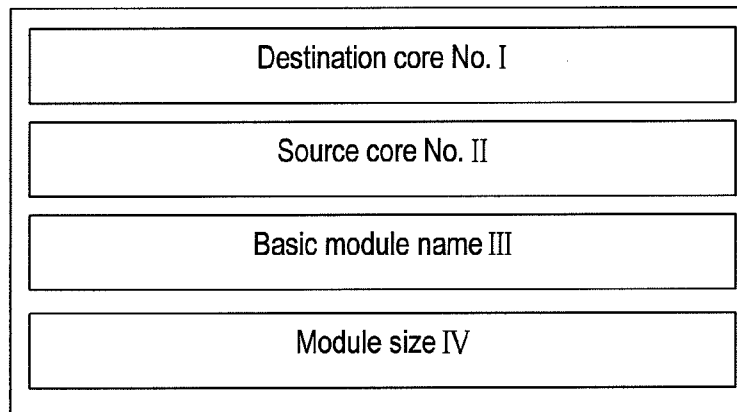 Destination core No. Ⅰ
Source core No. Ⅱ
Basic module name Ⅲ
Module size Ⅳ